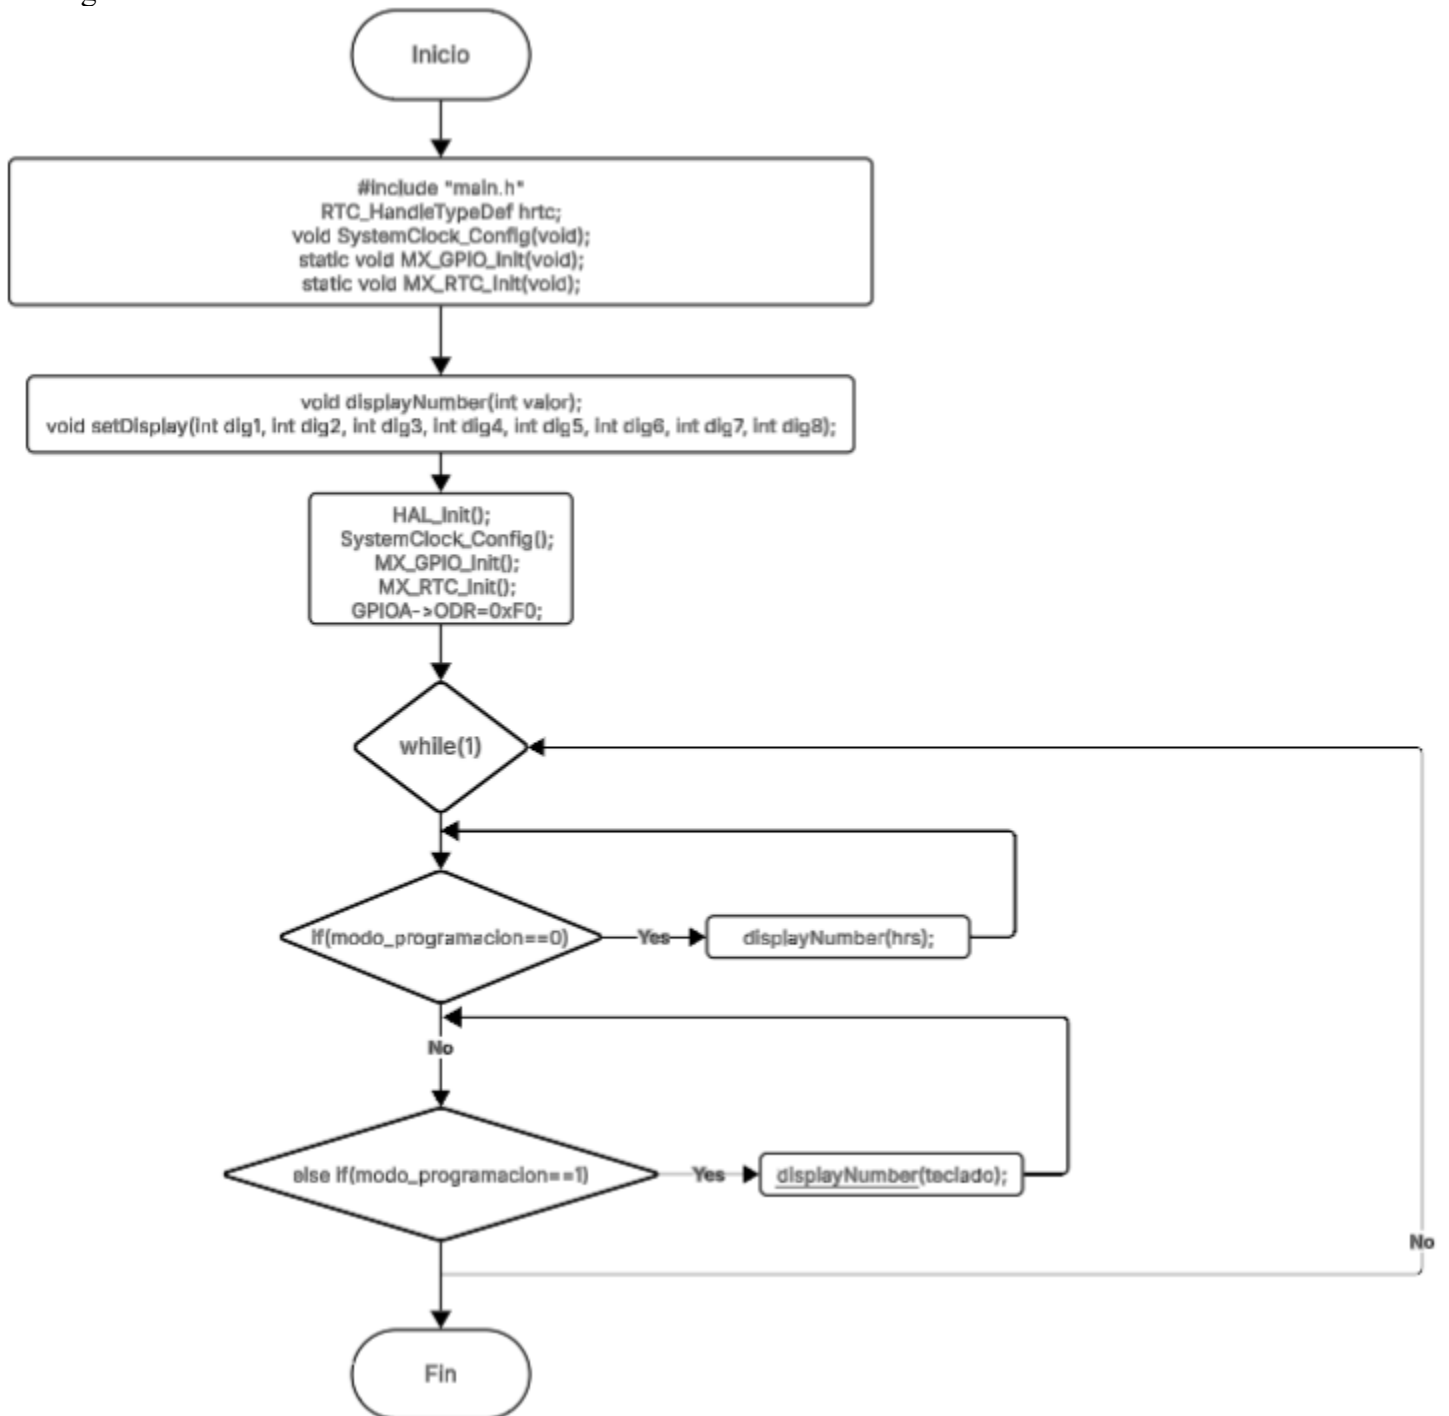 Inicio
#include "main.h"
RTC_HandleTypeDef hrtc;
void SystemClock_Config(void);
static void MX_GPIO_Init(void);
static void MX_RTC_Init(void);
void displayNumber(int valor);
void setDisplay(int dig1, int dig2, int dig3, int dig4, int dig5, int dig6, int dig7, int dig8);
HAL_Init();
SystemClock_Config();
MX_GPIO_Init();
MX_RTC_Init();
GPIOA->ODR=0xF0;
while(1)
if(modo_programacion==0)
Yes
displayNumber(hrs);
No
else if(modo_programacion==1)
Yes
displayNumber(teclado);
No
Fin